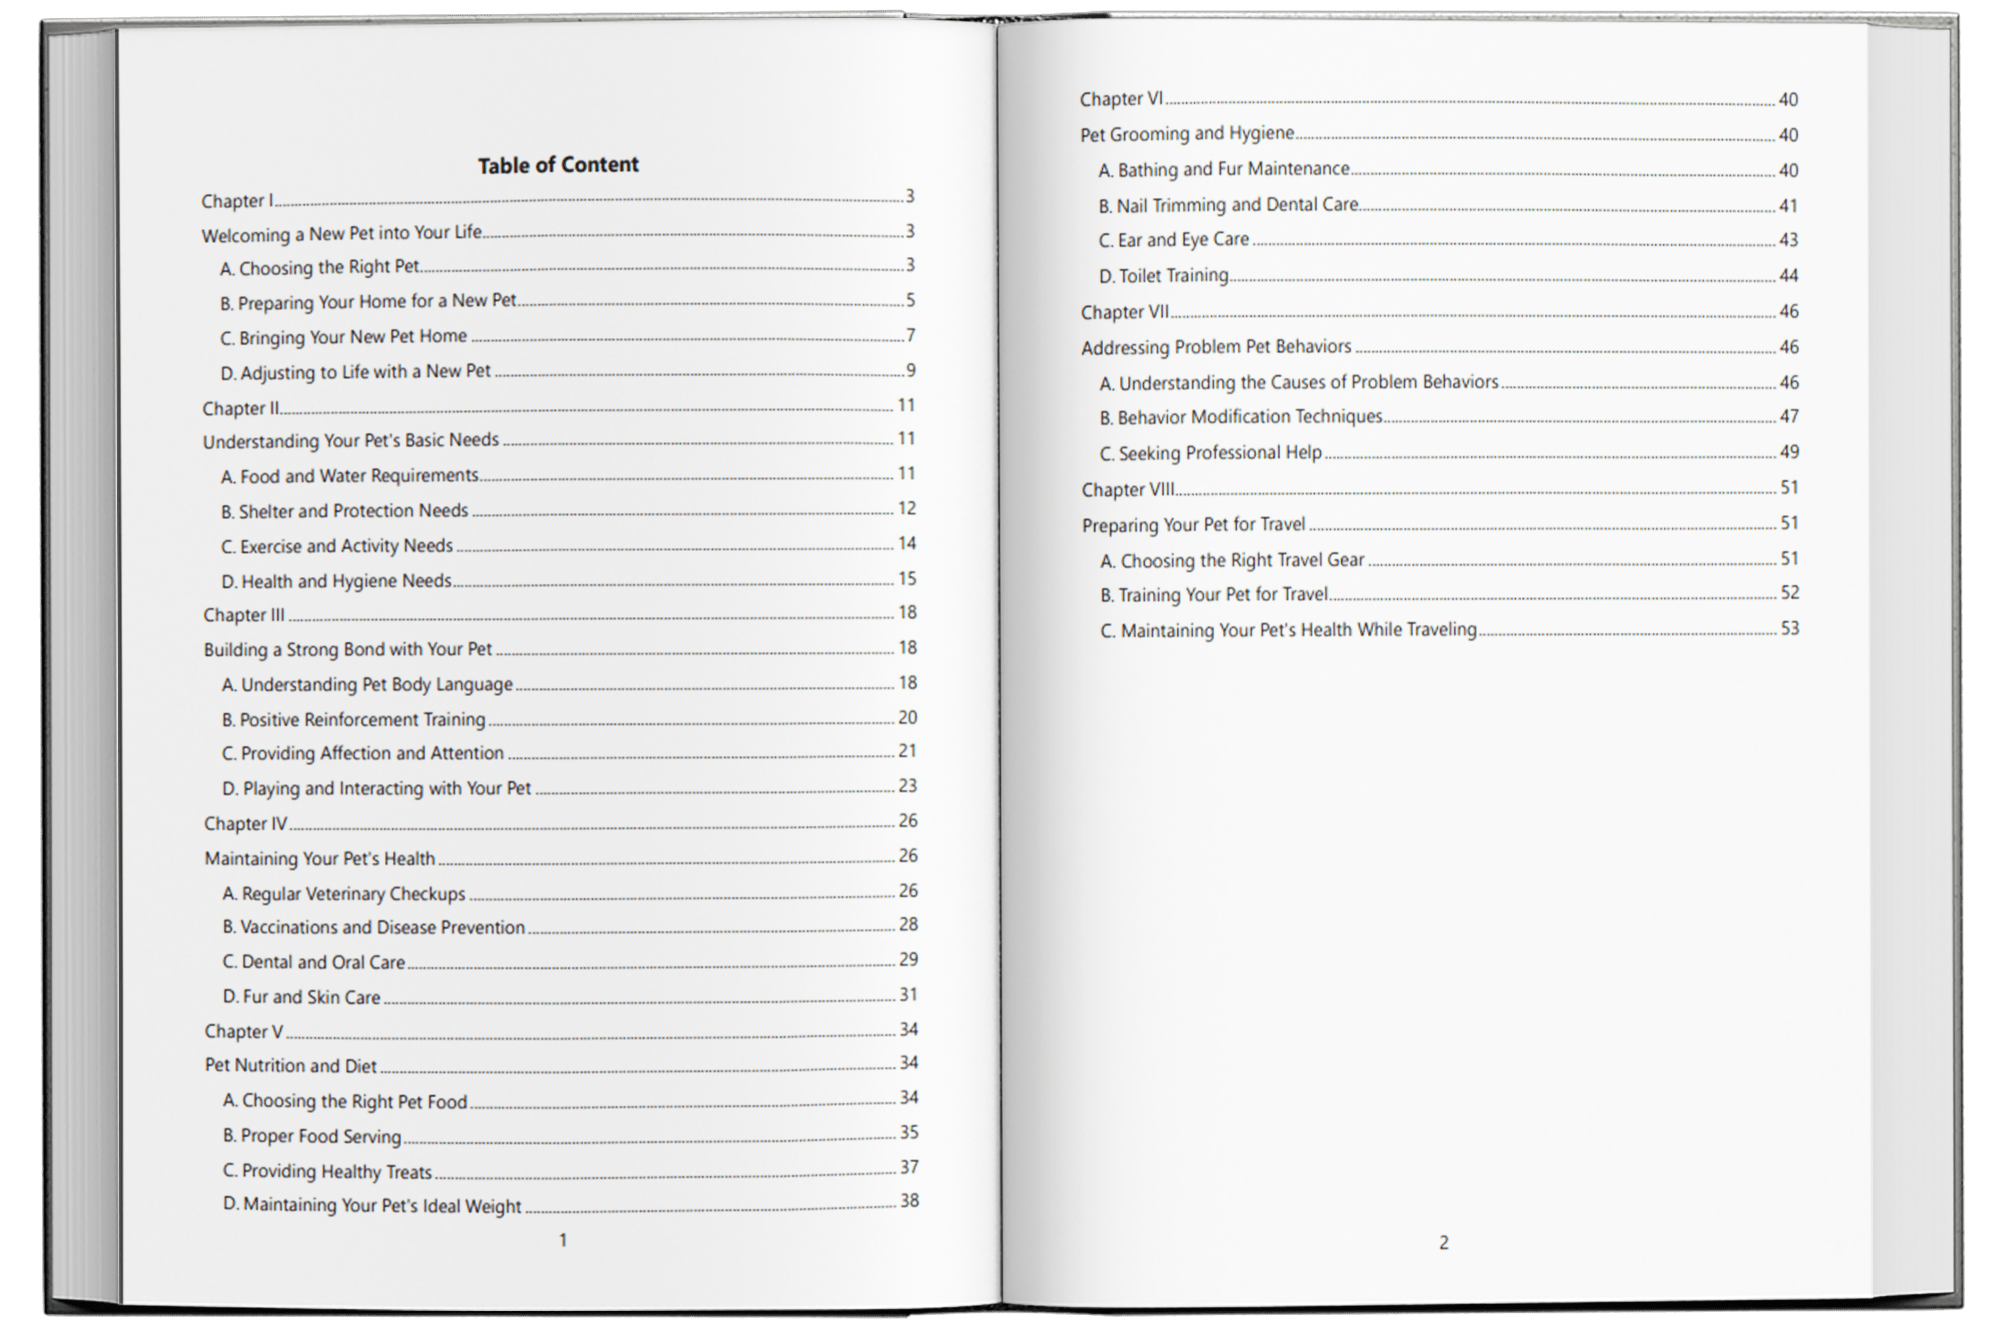 Table of Content
Chapter I 3
Welcoming a New Pet into Your Life 3
A. Choosing the Right Pet 3
B. Preparing Your Home for a New Pet 5
C. Bringing Your New Pet Home 7
D. Adjusting to Life with a New Pet 9
Chapter II 11
Understanding Your Pet's Basic Needs 11
A. Food and Water Requirements 11
B. Shelter and Protection Needs 12
C. Exercise and Activity Needs 14
D. Health and Hygiene Needs 15
Chapter III 18
Building a Strong Bond with Your Pet 18
A. Understanding Pet Body Language 18
B. Positive Reinforcement Training 20
C. Providing Affection and Attention 21
D. Playing and Interacting with Your Pet 23
Chapter IV 26
Maintaining Your Pet's Health 26
A. Regular Veterinary Checkups 26
B. Vaccinations and Disease Prevention 28
C. Dental and Oral Care 29
D. Fur and Skin Care 31
Chapter V 34
Pet Nutrition and Diet 34
A. Choosing the Right Pet Food 34
B. Proper Food Serving 35
C. Providing Healthy Treats 37
D. Maintaining Your Pet's Ideal Weight 38
1
Chapter VI 40
Pet Grooming and Hygiene 40
A. Bathing and Fur Maintenance 40
B. Nail Trimming and Dental Care 41
C. Ear and Eye Care 43
D. Toilet Training 44
Chapter VII 46
Addressing Problem Pet Behaviors 46
A. Understanding the Causes of Problem Behaviors 46
B. Behavior Modification Techniques 47
C. Seeking Professional Help 49
Chapter VIII 51
Preparing Your Pet for Travel 51
A. Choosing the Right Travel Gear 51
B. Training Your Pet for Travel 52
C. Maintaining Your Pet's Health While Traveling 53
2